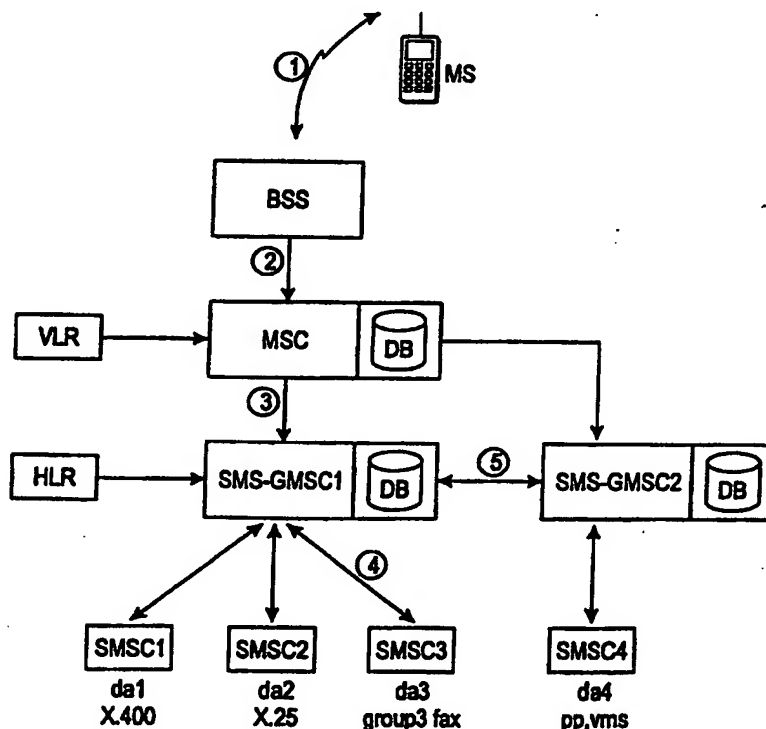 1
MS
BSS
2
VLR
MSC
DB
3
HLR
SMS-GMSC1
DB
5
SMS-GMSC2
DB
4
SMSC1
SMSC2
SMSC3
SMSC4
da1
da2
da3
da4
X.400
X.25
group3 fax
pp.vms